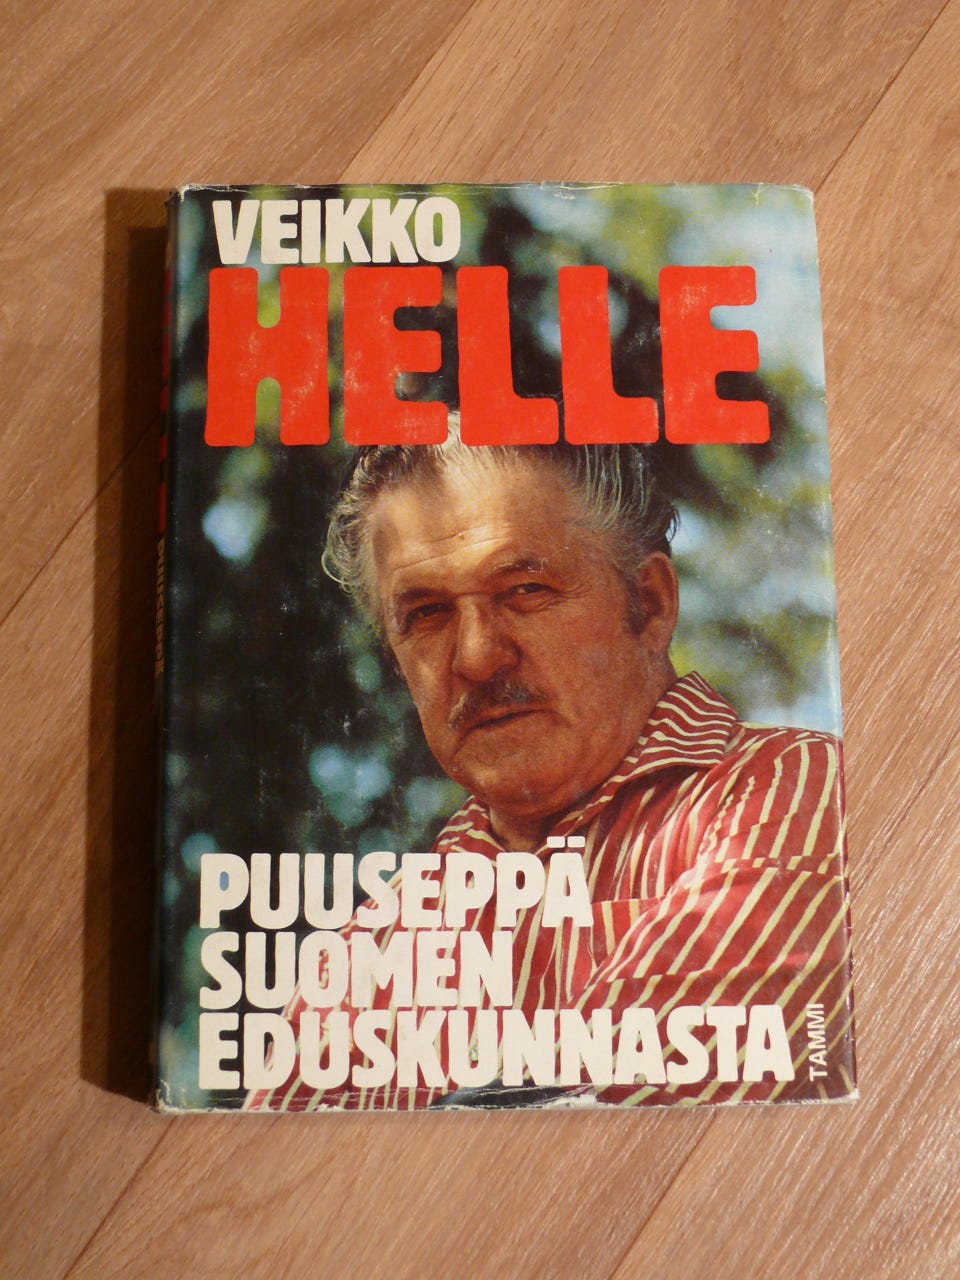 VEIKKO
HELLE
PUUSEPPÄ
SUOMEN
EDUSKUNNASTA
TAMMI